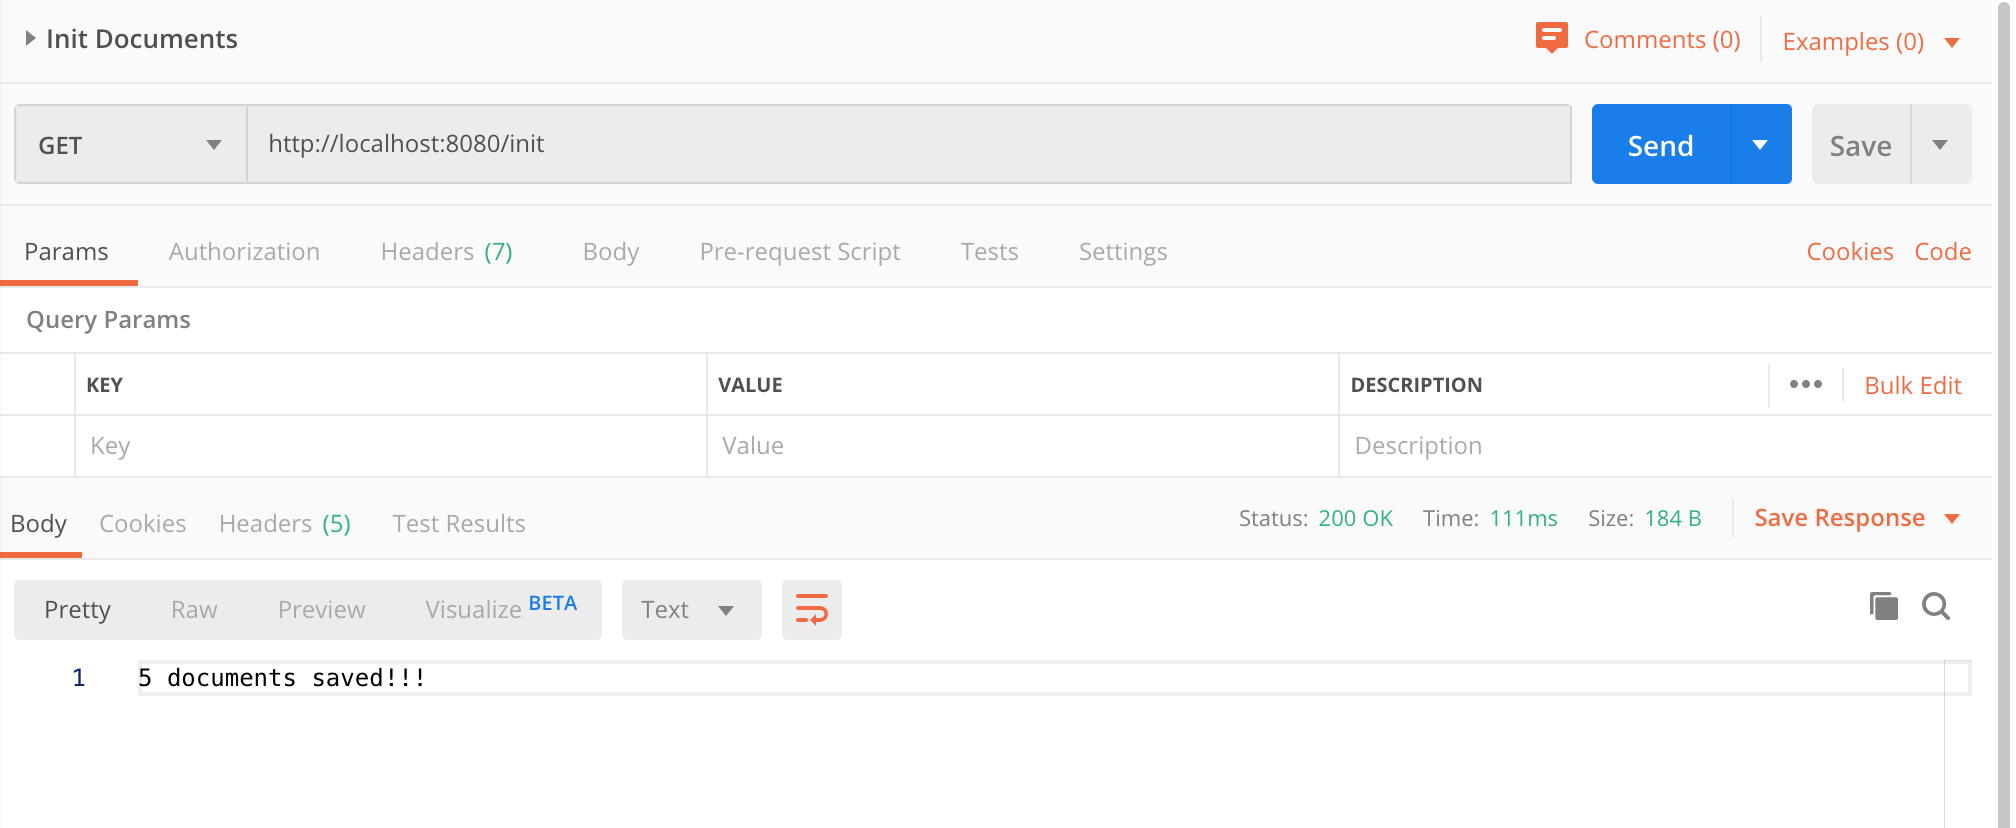 Init Documents
Comments (0)
Examples (0)
GET
http://localhost:8080/init
Send
Save
Params Authorization Headers (7) Body Pre-request Script Tests Settings Cookies Code
Query Params
KEY VALUE DESCRIPTION ••• Bulk Edit
Key Value Description
Body Cookies Headers (5) Test Results Status: 200 OK Time: 111ms Size: 184 B Save Response
Pretty Raw Preview Visualize BETA Text
1 5 documents saved!!!